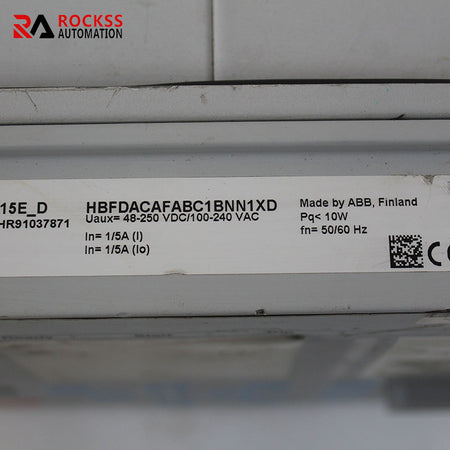 ROCKSS
AUTOMATION
15E_D
HBFDACAFABC1BNN1XD
Made by ABB, Finland
HR91037871
Uaux= 48-250 VDC/100-240 VAC
Pq< 10W
In= 1/5A (I)
fn= 50/60 Hz
In= 1/5A (Io)